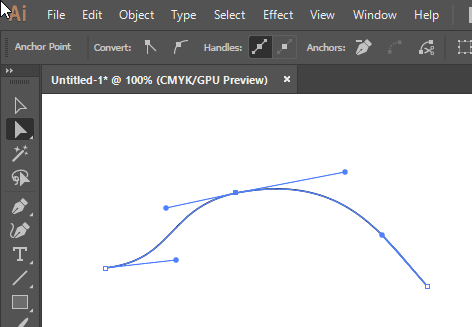 Ai File Edit Object Type Select Effect View Window Help
Anchor Point Convert: Handles: Anchors:
Untitled-1* @ 100% (CMYK/GPU Preview) ×
T